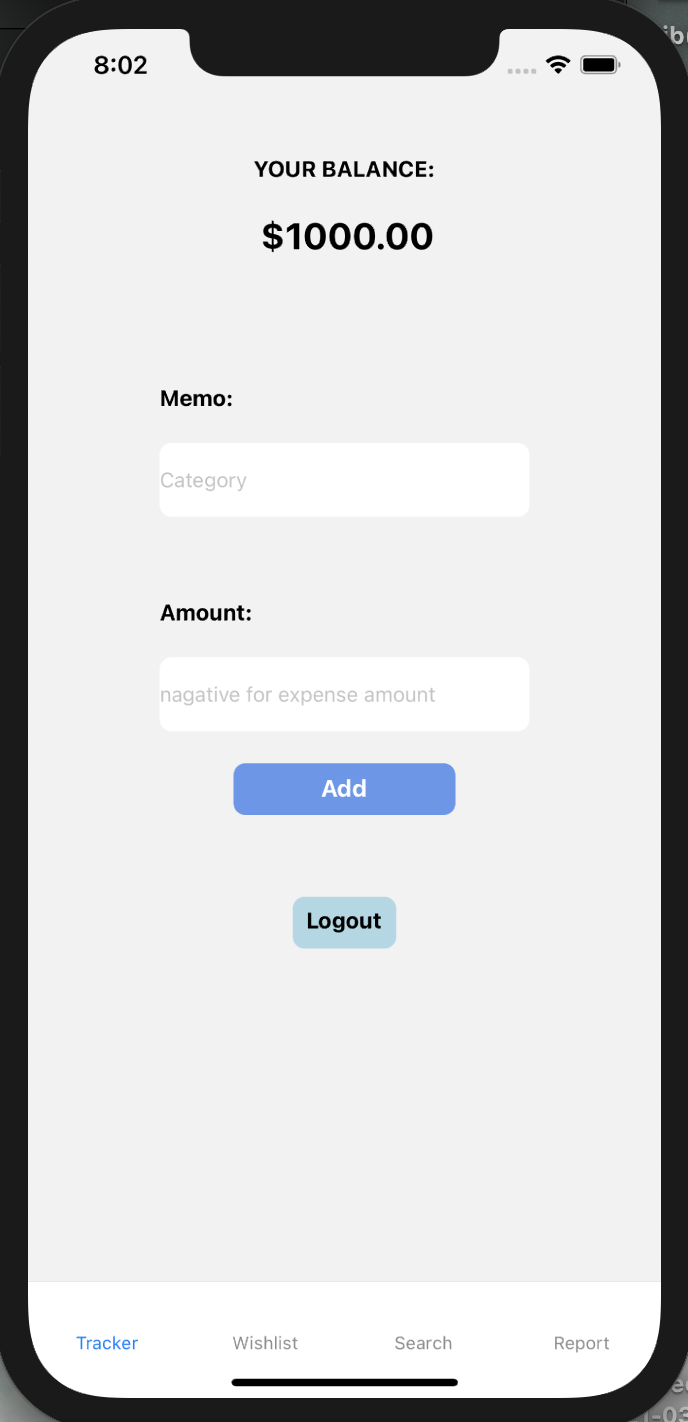 8:02
YOUR BALANCE:
$1000.00
Memo:
Category
Amount:
nagative for expense amount
Add
Logout
Tracker
Wishlist
Search
Report